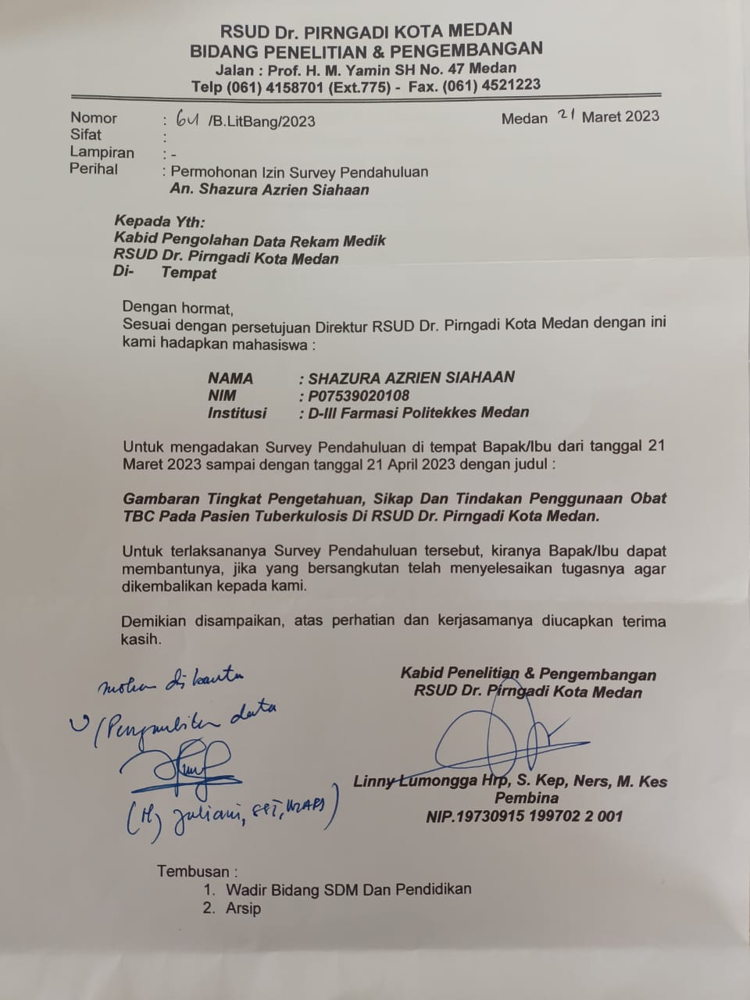 RSUD Dr. PIRNGADI KOTA MEDAN
BIDANG PENELITIAN & PENGEMBANGAN
Jalan : Prof. H. M. Yamin SH No. 47 Medan
Telp (061) 4158701 (Ext.775) - Fax. (061) 4521223
Nomor : /B.LitBang/2023 Medan 21 Maret 2023
Sifat :
Lampiran : -
Perihal : Permohonan Izin Survey Pendahuluan
An. Shazura Azrien Siahaan
Kepada Yth:
Kabid Pengolahan Data Rekam Medik
RSUD Dr. Pirngadi Kota Medan
Di- Tempat
Dengan hormat,
Sesuai dengan persetujuan Direktur RSUD Dr. Pirngadi Kota Medan dengan ini
kami hadapkan mahasiswa :
NAMA : SHAZURA AZRIEN SIAHAAN
NIM : P07539020108
Institusi : D-III Farmasi Politekkes Medan
Untuk mengadakan Survey Pendahuluan di tempat Bapak/Ibu dari tanggal 21
Maret 2023 sampai dengan tanggal 21 April 2023 dengan judul :
Gambaran Tingkat Pengetahuan, Sikap Dan Tindakan Penggunaan Obat
TBC Pada Pasien Tuberkulosis Di RSUD Dr. Pirngadi Kota Medan.
Untuk terlaksananya Survey Pendahuluan tersebut, kiranya Bapak/Ibu dapat
membantunya, jika yang bersangkutan telah menyelesaikan tugasnya agar
dikembalikan kepada kami.
Demikian disampaikan, atas perhatian dan kerjasamanya diucapkan terima
kasih.
Kabid Penelitian & Pengembangan
RSUD Dr. Pirngadi Kota Medan
Linny Lumongga Hrp, S. Kep, Ners, M. Kes
Pembina
NIP.19730915 199702 2 001
mohon di bantu
Pengambilan data
(Hj Juliani,
Tembusan :
1. Wadir Bidang SDM Dan Pendidikan
2. Arsip